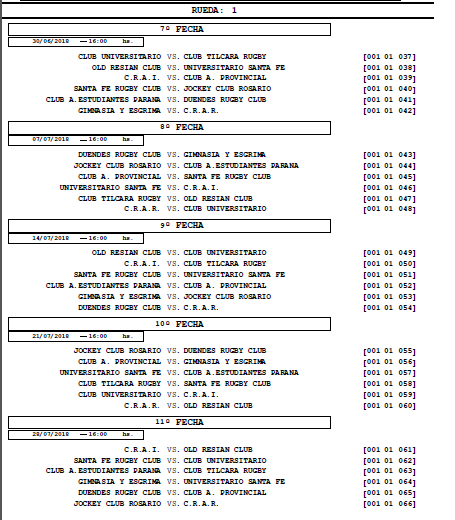 RUEDA: 1
7º FECHA
30/06/2018 — 16:00 hs.
CLUB UNIVERSITARIO VS. CLUB TILCARA RUGBY [001 01 037]
OLD RESIAN CLUB VS. UNIVERSITARIO SANTA FE [001 01 038]
C.R.A.I. VS. CLUB A. PROVINCIAL [001 01 039]
SANTA FE RUGBY CLUB VS. JOCKEY CLUB ROSARIO [001 01 040]
CLUB A.ESTUDIANTES PARANA VS. DUENDES RUGBY CLUB [001 01 041]
GIMNASIA Y ESGRIMA VS. C.R.A.R. [001 01 042]
8º FECHA
07/07/2018 — 16:00 hs.
DUENDES RUGBY CLUB VS. GIMNASIA Y ESGRIMA [001 01 043]
JOCKEY CLUB ROSARIO VS. CLUB A.ESTUDIANTES PARANA [001 01 044]
CLUB A. PROVINCIAL VS. SANTA FE RUGBY CLUB [001 01 045]
UNIVERSITARIO SANTA FE VS. C.R.A.I. [001 01 046]
CLUB TILCARA RUGBY VS. OLD RESIAN CLUB [001 01 047]
C.R.A.R. VS. CLUB UNIVERSITARIO [001 01 048]
9º FECHA
14/07/2018 — 16:00 hs.
OLD RESIAN CLUB VS. CLUB UNIVERSITARIO [001 01 049]
C.R.A.I. VS. CLUB TILCARA RUGBY [001 01 050]
SANTA FE RUGBY CLUB VS. UNIVERSITARIO SANTA FE [001 01 051]
CLUB A.ESTUDIANTES PARANA VS. CLUB A. PROVINCIAL [001 01 052]
GIMNASIA Y ESGRIMA VS. JOCKEY CLUB ROSARIO [001 01 053]
DUENDES RUGBY CLUB VS. C.R.A.R. [001 01 054]
10º FECHA
21/07/2018 — 16:00 hs.
JOCKEY CLUB ROSARIO VS. DUENDES RUGBY CLUB [001 01 055]
CLUB A. PROVINCIAL VS. GIMNASIA Y ESGRIMA [001 01 056]
UNIVERSITARIO SANTA FE VS. CLUB A.ESTUDIANTES PARANA [001 01 057]
CLUB TILCARA RUGBY VS. SANTA FE RUGBY CLUB [001 01 058]
CLUB UNIVERSITARIO VS. C.R.A.I. [001 01 059]
C.R.A.R. VS. OLD RESIAN CLUB [001 01 060]
11º FECHA
28/07/2018 — 16:00 hs.
C.R.A.I. VS. OLD RESIAN CLUB [001 01 061]
SANTA FE RUGBY CLUB VS. CLUB UNIVERSITARIO [001 01 062]
CLUB A.ESTUDIANTES PARANA VS. CLUB TILCARA RUGBY [001 01 063]
GIMNASIA Y ESGRIMA VS. UNIVERSITARIO SANTA FE [001 01 064]
DUENDES RUGBY CLUB VS. CLUB A. PROVINCIAL [001 01 065]
JOCKEY CLUB ROSARIO VS. C.R.A.R. [001 01 066]